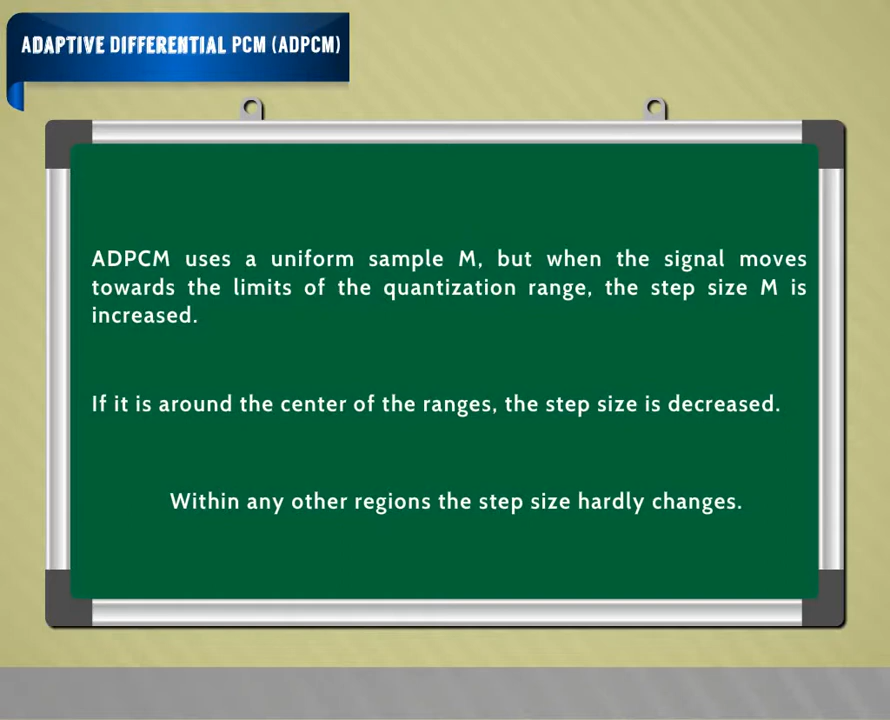 ADAPTIVE DIFFERENTIAL PCM (ADPCM)
ADPCM uses a uniform sample M, but when the signal moves
towards the limits of the quantization range, the step size M is
increased.
If it is around the center of the ranges, the step size is decreased.
Within any other regions the step size hardly changes.